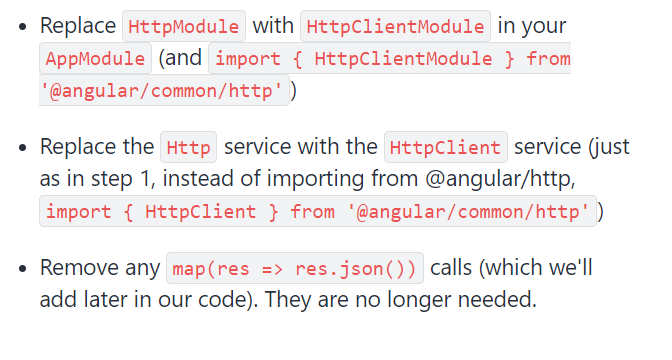 • Replace HttpModule with HttpClientModule in your
AppModule (and import { HttpClientModule } from
'@angular/common/http')
• Replace the Http service with the HttpClient service (just
as in step 1, instead of importing from @angular/http,
import { HttpClient } from '@angular/common/http')
• Remove any map(res => res.json()) calls (which we'll
add later in our code). They are no longer needed.